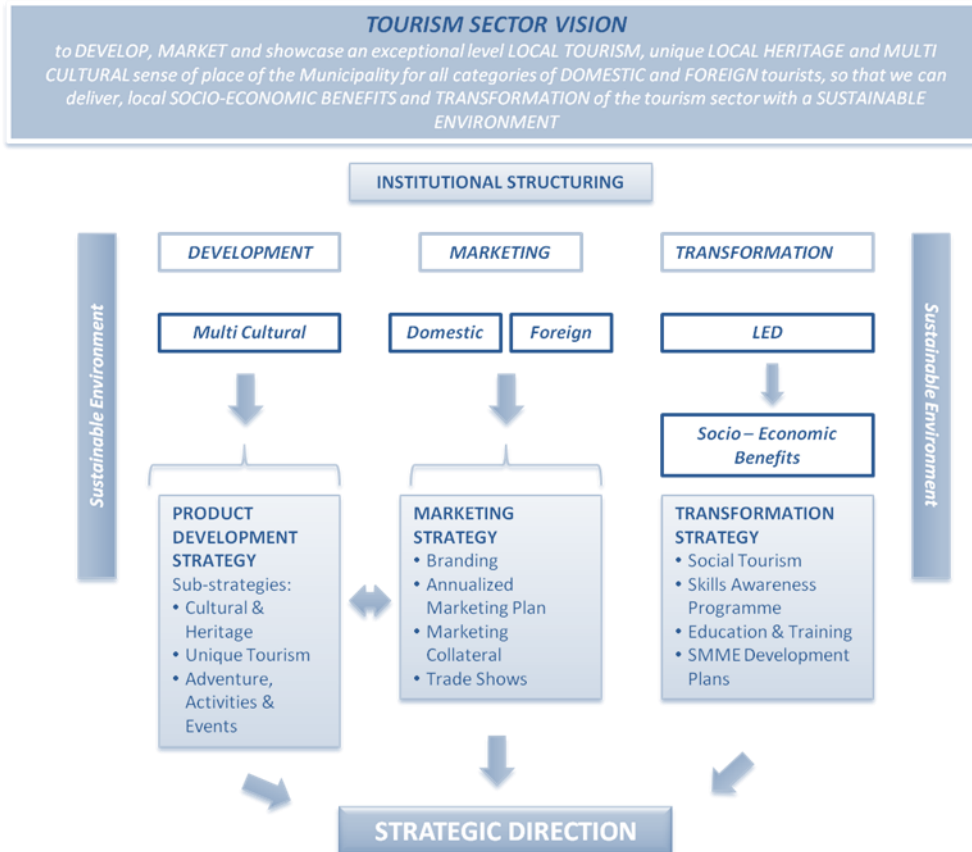 TOURISM SECTOR VISION
to DEVELOP, MARKET and showcase an exceptional level LOCAL TOURISM, unique LOCAL HERITAGE and MULTI
CULTURAL sense of place of the Municipality for all categories of DOMESTIC and FOREIGN tourists, so that we can
deliver, local SOCIO-ECONOMIC BENEFITS and TRANSFORMATION of the tourism sector with a SUSTAINABLE
ENVIRONMENT
INSTITUTIONAL STRUCTURING
Sustainable Environment
DEVELOPMENT
MARKETING
TRANSFORMATION
Sustainable Environment
Multi Cultural
Domestic
Foreign
LED
Socio – Economic
Benefits
PRODUCT
DEVELOPMENT
STRATEGY
Sub-strategies:
• Cultural &
Heritage
• Unique Tourism
• Adventure,
Activities &
Events
MARKETING
STRATEGY
• Branding
• Annualized
Marketing Plan
• Marketing
Collateral
• Trade Shows
TRANSFORMATION
STRATEGY
• Social Tourism
• Skills Awareness
Programme
• Education & Training
• SMME Development
Plans
STRATEGIC DIRECTION